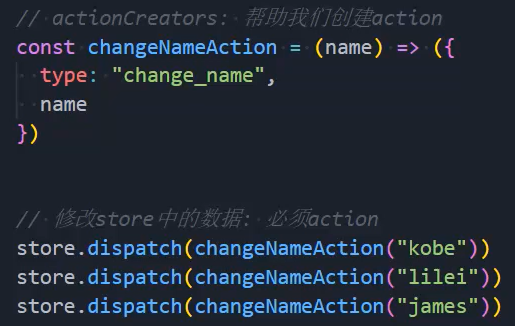 // actionCreators: 帮助我们创建action
const changeNameAction = (name) => ({
  type: "change_name",
  name
})
// 修改store中的数据: 必须action
store.dispatch(changeNameAction("kobe"))
store.dispatch(changeNameAction("lilei"))
store.dispatch(changeNameAction("james"))